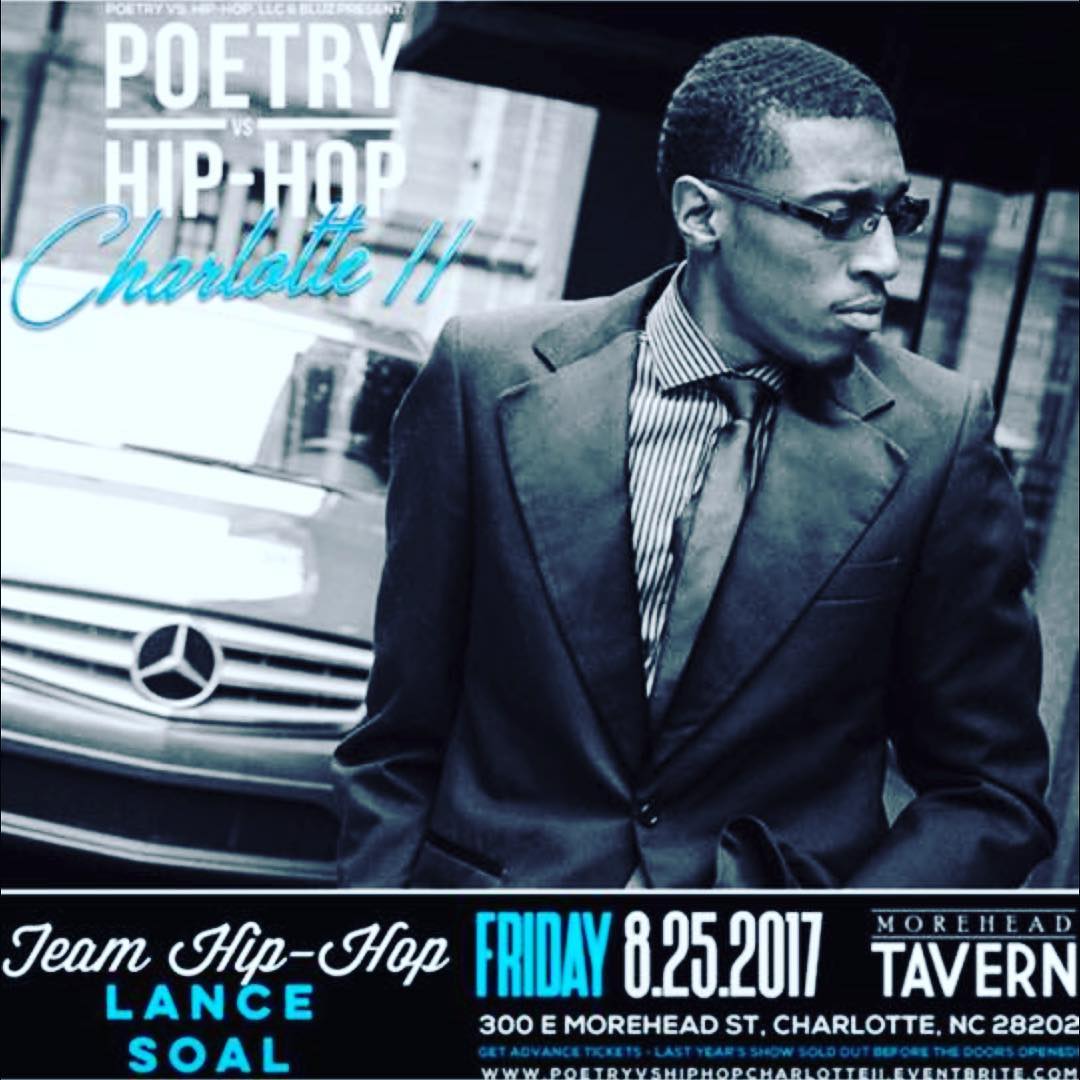 POETRY VS. HIP-HOP, LLC & BLUZ PRESENT:
POETRY
VS
HIP-HOP
Charlotte II
Team Hip-Hop
LANCE
SOAL
FRIDAY 8.25.2017
MOREHEAD
TAVERN
300 E MOREHEAD ST, CHARLOTTE, NC 28202
GET ADVANCE TICKETS - LAST YEAR'S SHOW SOLD OUT BEFORE THE DOORS OPENED!
WWW.POETRYVSHIPHOPCHARLOTTEII.EVENTBRITE.COM